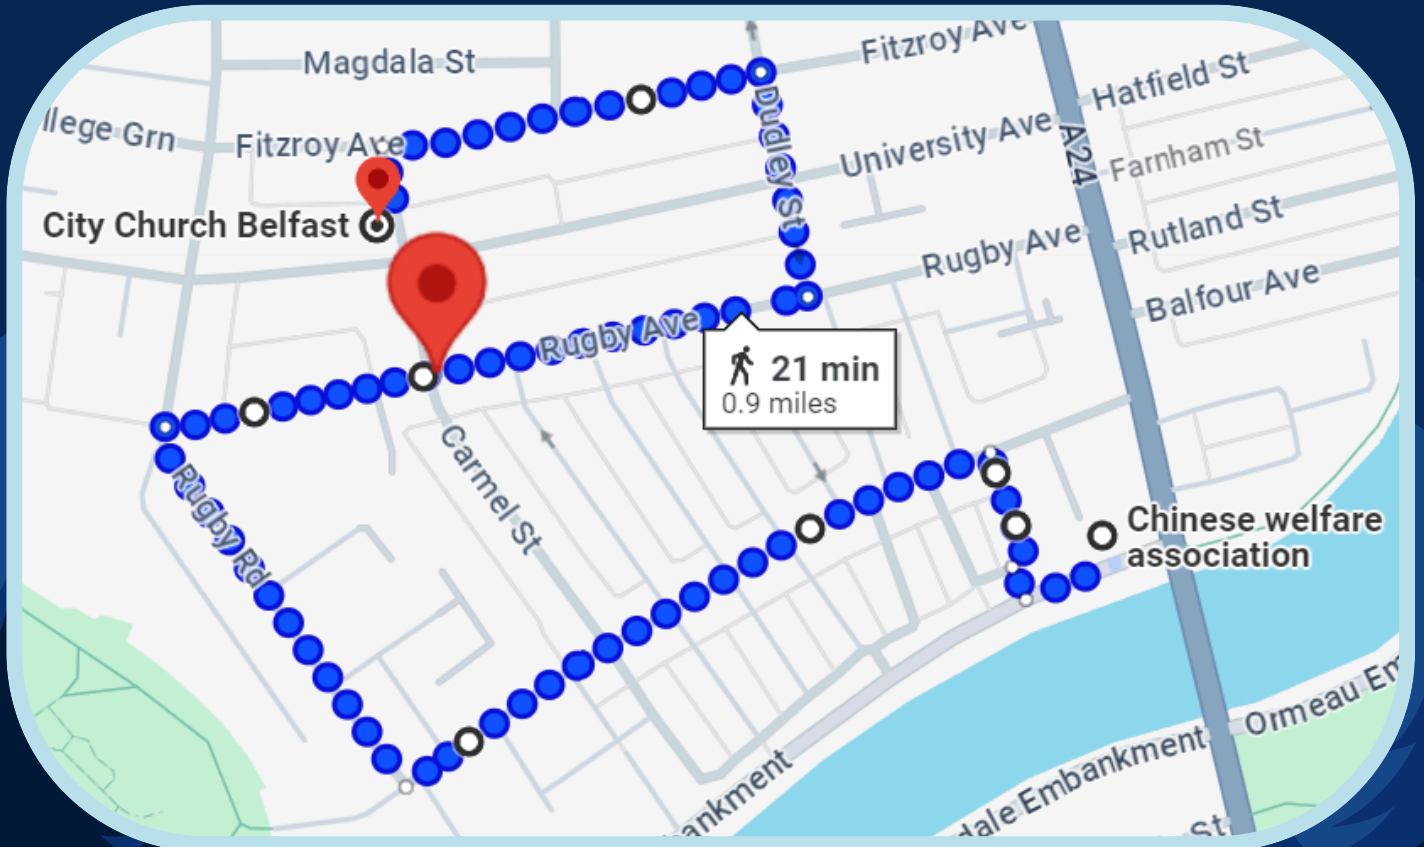 Magdala St
Fitzroy Ave
Hatfield St
llege Grn
Fitzroy Ave
Dudley St
University Ave
A24
Farnham St
City Church Belfast
Rutland St
Rugby Ave
Balfour Ave
Rugby Ave
21 min
0.9 miles
Carmel St
Rugby Rd
Chinese welfare
association
Ormeau Em
bankment
dale Embankment
St